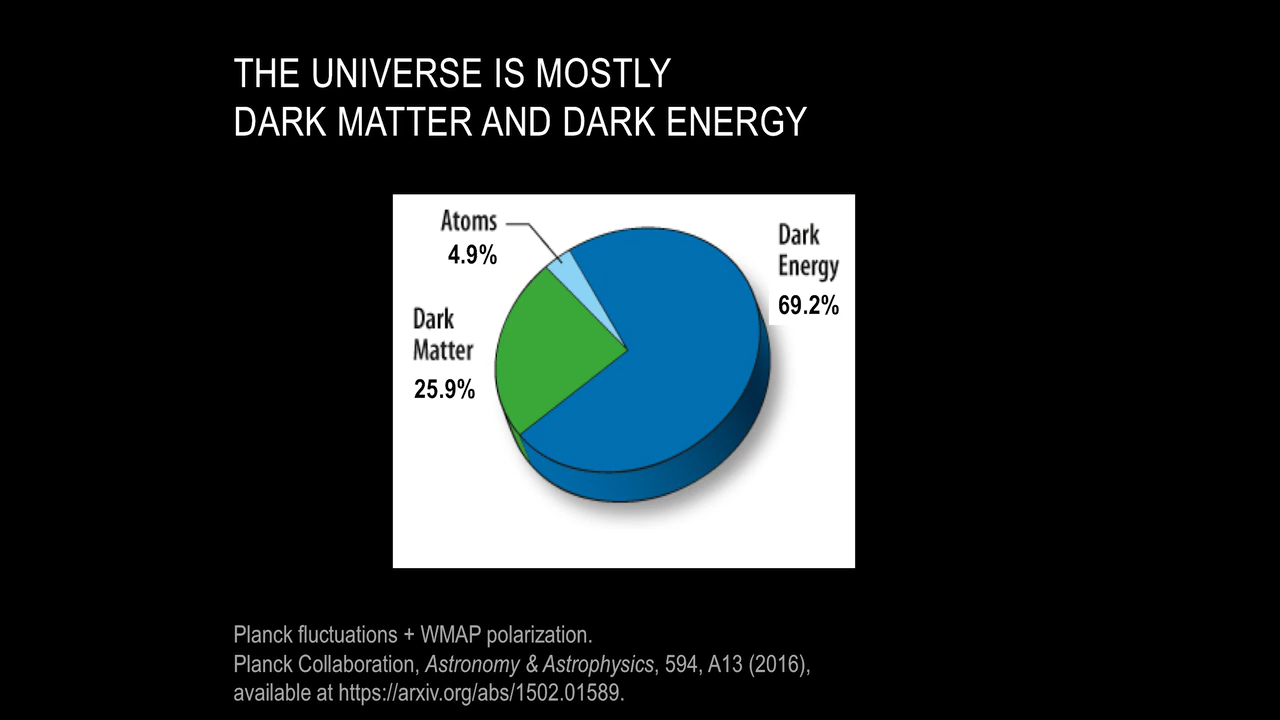 THE UNIVERSE IS MOSTLY
DARK MATTER AND DARK ENERGY
Atoms
4.9%
Dark
Energy
69.2%
Dark
Matter
25.9%
Planck fluctuations + WMAP polarization.
Planck Collaboration, Astronomy & Astrophysics, 594, A13 (2016),
available at https://arxiv.org/abs/1502.01589.